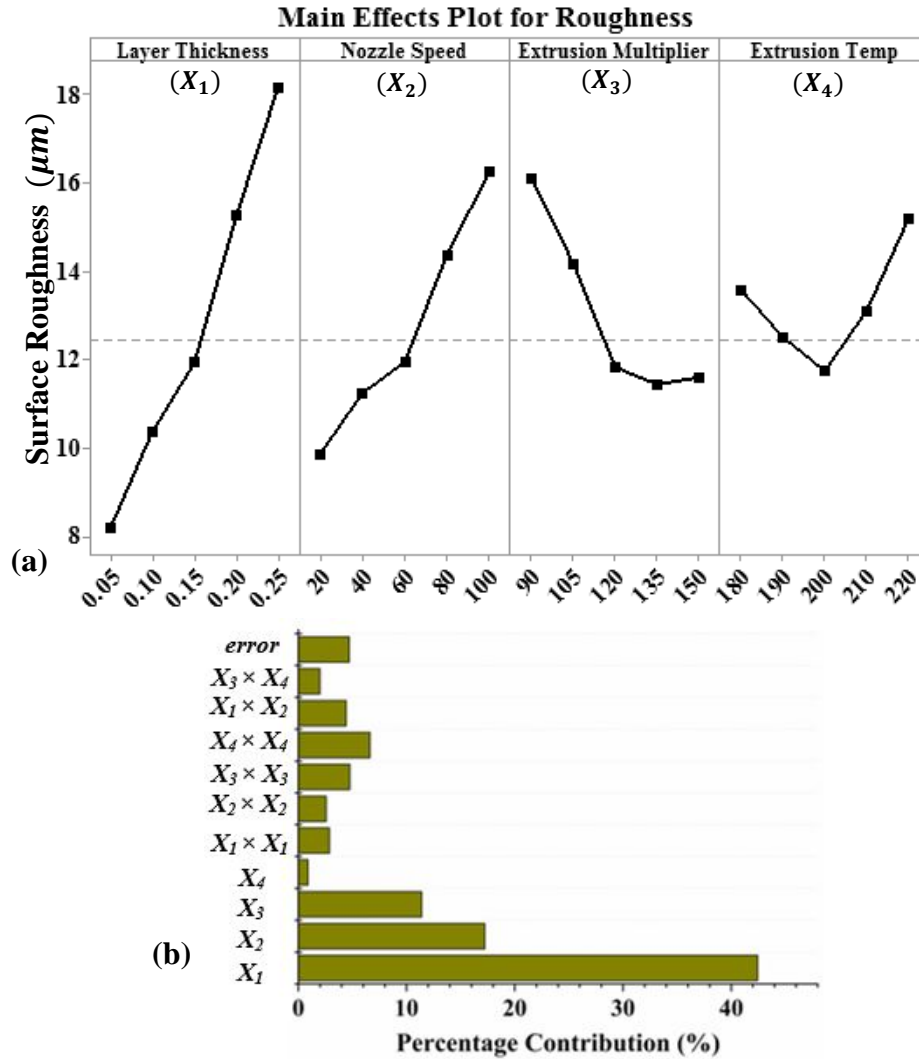 Main Effects Plot for Roughness
Layer Thickness Nozzle Speed Extrusion Multiplier Extrusion Temp
(X₁) (X₂) (X₃) (X₄)
Surface Roughness (μm)
18
16
14
12
10
8
(a)
0.05 0.10 0.15 0.20 0.25 20 40 60 80 100 90 105 120 135 150 180 190 200 210 220
error
X₃ × X₄
X₁ × X₂
X₄ × X₄
X₃ × X₃
X₂ × X₂
X₁ × X₁
X₄
X₃
X₂
X₁
(b)
0 10 20 30 40
Percentage Contribution (%)